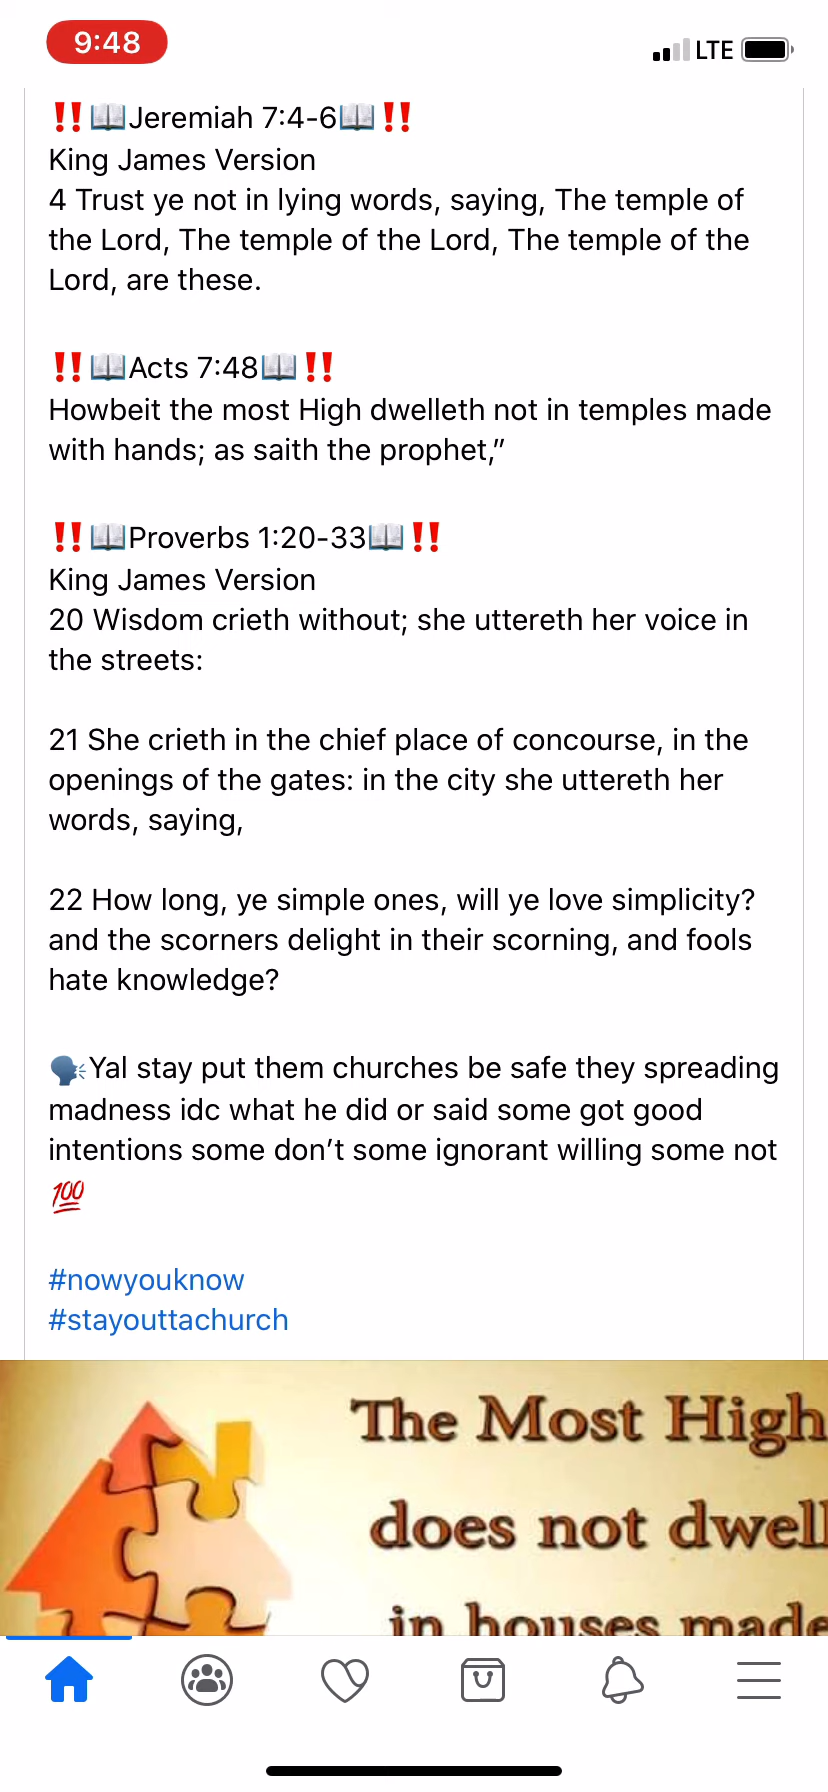 9:48
LTE
‼️📖Jeremiah 7:4-6📖‼️
King James Version
4 Trust ye not in lying words, saying, The temple of
the Lord, The temple of the Lord, The temple of the
Lord, are these.
‼️📖Acts 7:48📖‼️
Howbeit the most High dwelleth not in temples made
with hands; as saith the prophet,”
‼️📖Proverbs 1:20-33📖‼️
King James Version
20 Wisdom crieth without; she uttereth her voice in
the streets:
21 She crieth in the chief place of concourse, in the
openings of the gates: in the city she uttereth her
words, saying,
22 How long, ye simple ones, will ye love simplicity?
and the scorners delight in their scorning, and fools
hate knowledge?
🗣Yal stay put them churches be safe they spreading
madness idc what he did or said some got good
intentions some don’t some ignorant willing some not
💯
#nowyouknow
#stayouttachurch
The Most High
does not dwell
in houses made